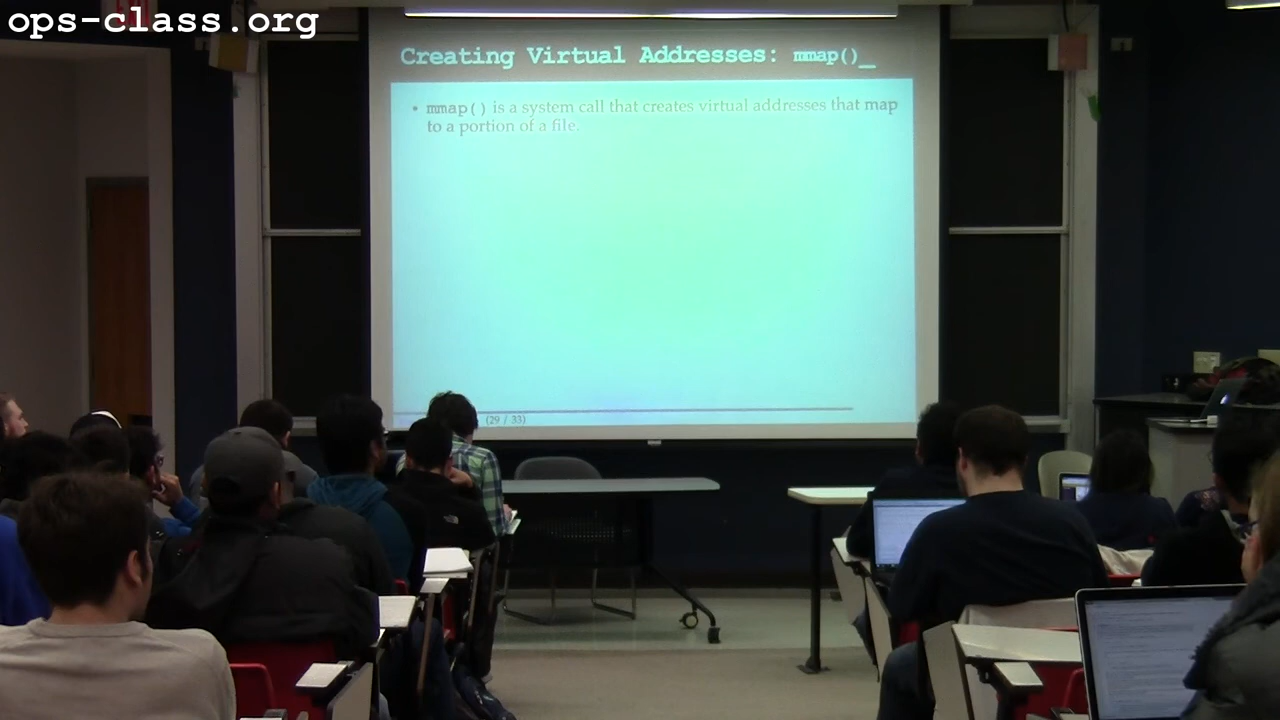 ops-class.org
Creating Virtual Addresses: mmap()_
• mmap() is a system call that creates virtual addresses that map
to a portion of a file.
(29 / 33)